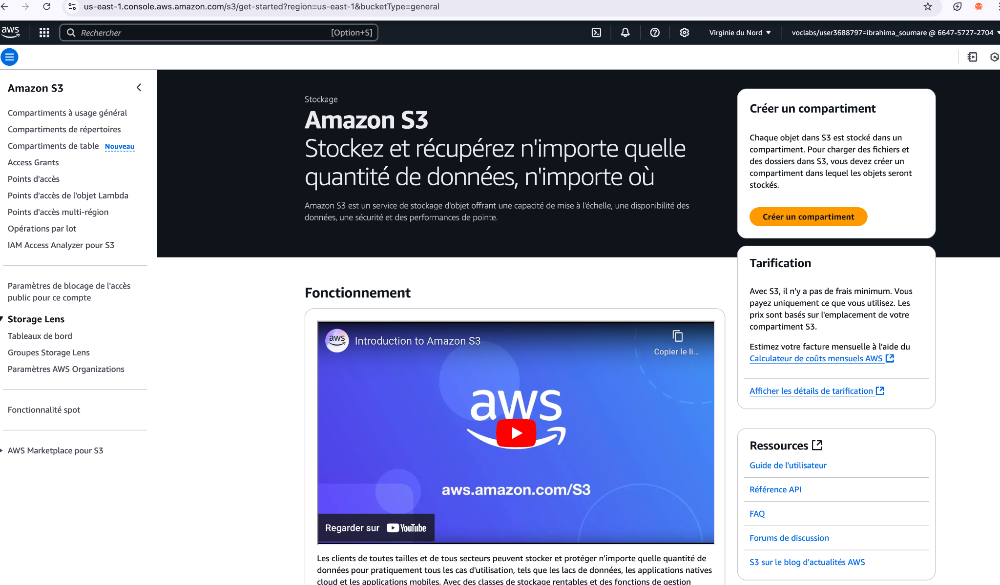 us-east-1.console.aws.amazon.com/s3/get-started?region=us-east-1&bucketType=general
aws
Rechercher
[Option+S]
Virginie du Nord
voclabs/user3688797=ibrahima_soumare @ 6647-5727-2704
Amazon S3
Compartiments à usage général
Compartiments de répertoires
Compartiments de table Nouveau
Access Grants
Points d'accès
Points d'accès de l'objet Lambda
Points d'accès multi-région
Opérations par lot
IAM Access Analyzer pour S3
Paramètres de blocage de l'accès
public pour ce compte
Storage Lens
Tableaux de bord
Groupes Storage Lens
Paramètres AWS Organizations
Fonctionnalité spot
AWS Marketplace pour S3
Stockage
Amazon S3
Stockez et récupérez n'importe quelle
quantité de données, n'importe où
Amazon S3 est un service de stockage d'objet offrant une capacité de mise à l'échelle, une disponibilité des
données, une sécurité et des performances de pointe.
Fonctionnement
aws
Introduction to Amazon S3
Copier le li...
aws
aws.amazon.com/S3
Regarder sur YouTube
Les clients de toutes tailles et de tous secteurs peuvent stocker et protéger n'importe quelle quantité de
données pour pratiquement tous les cas d'utilisation, tels que les lacs de données, les applications natives
cloud et les applications mobiles. Avec des classes de stockage rentables et des fonctions de gestion
Créer un compartiment
Chaque objet dans S3 est stocké dans un
compartiment. Pour charger des fichiers et
des dossiers dans S3, vous devez créer un
compartiment dans lequel les objets seront
stockés.
Créer un compartiment
Tarification
Avec S3, il n'y a pas de frais minimum. Vous
payez uniquement ce que vous utilisez. Les
prix sont basés sur l'emplacement de votre
compartiment S3.
Estimez votre facture mensuelle à l'aide du
Calculateur de coûts mensuels AWS
Afficher les détails de tarification
Ressources
Guide de l'utilisateur
Référence API
FAQ
Forums de discussion
S3 sur le blog d'actualités AWS